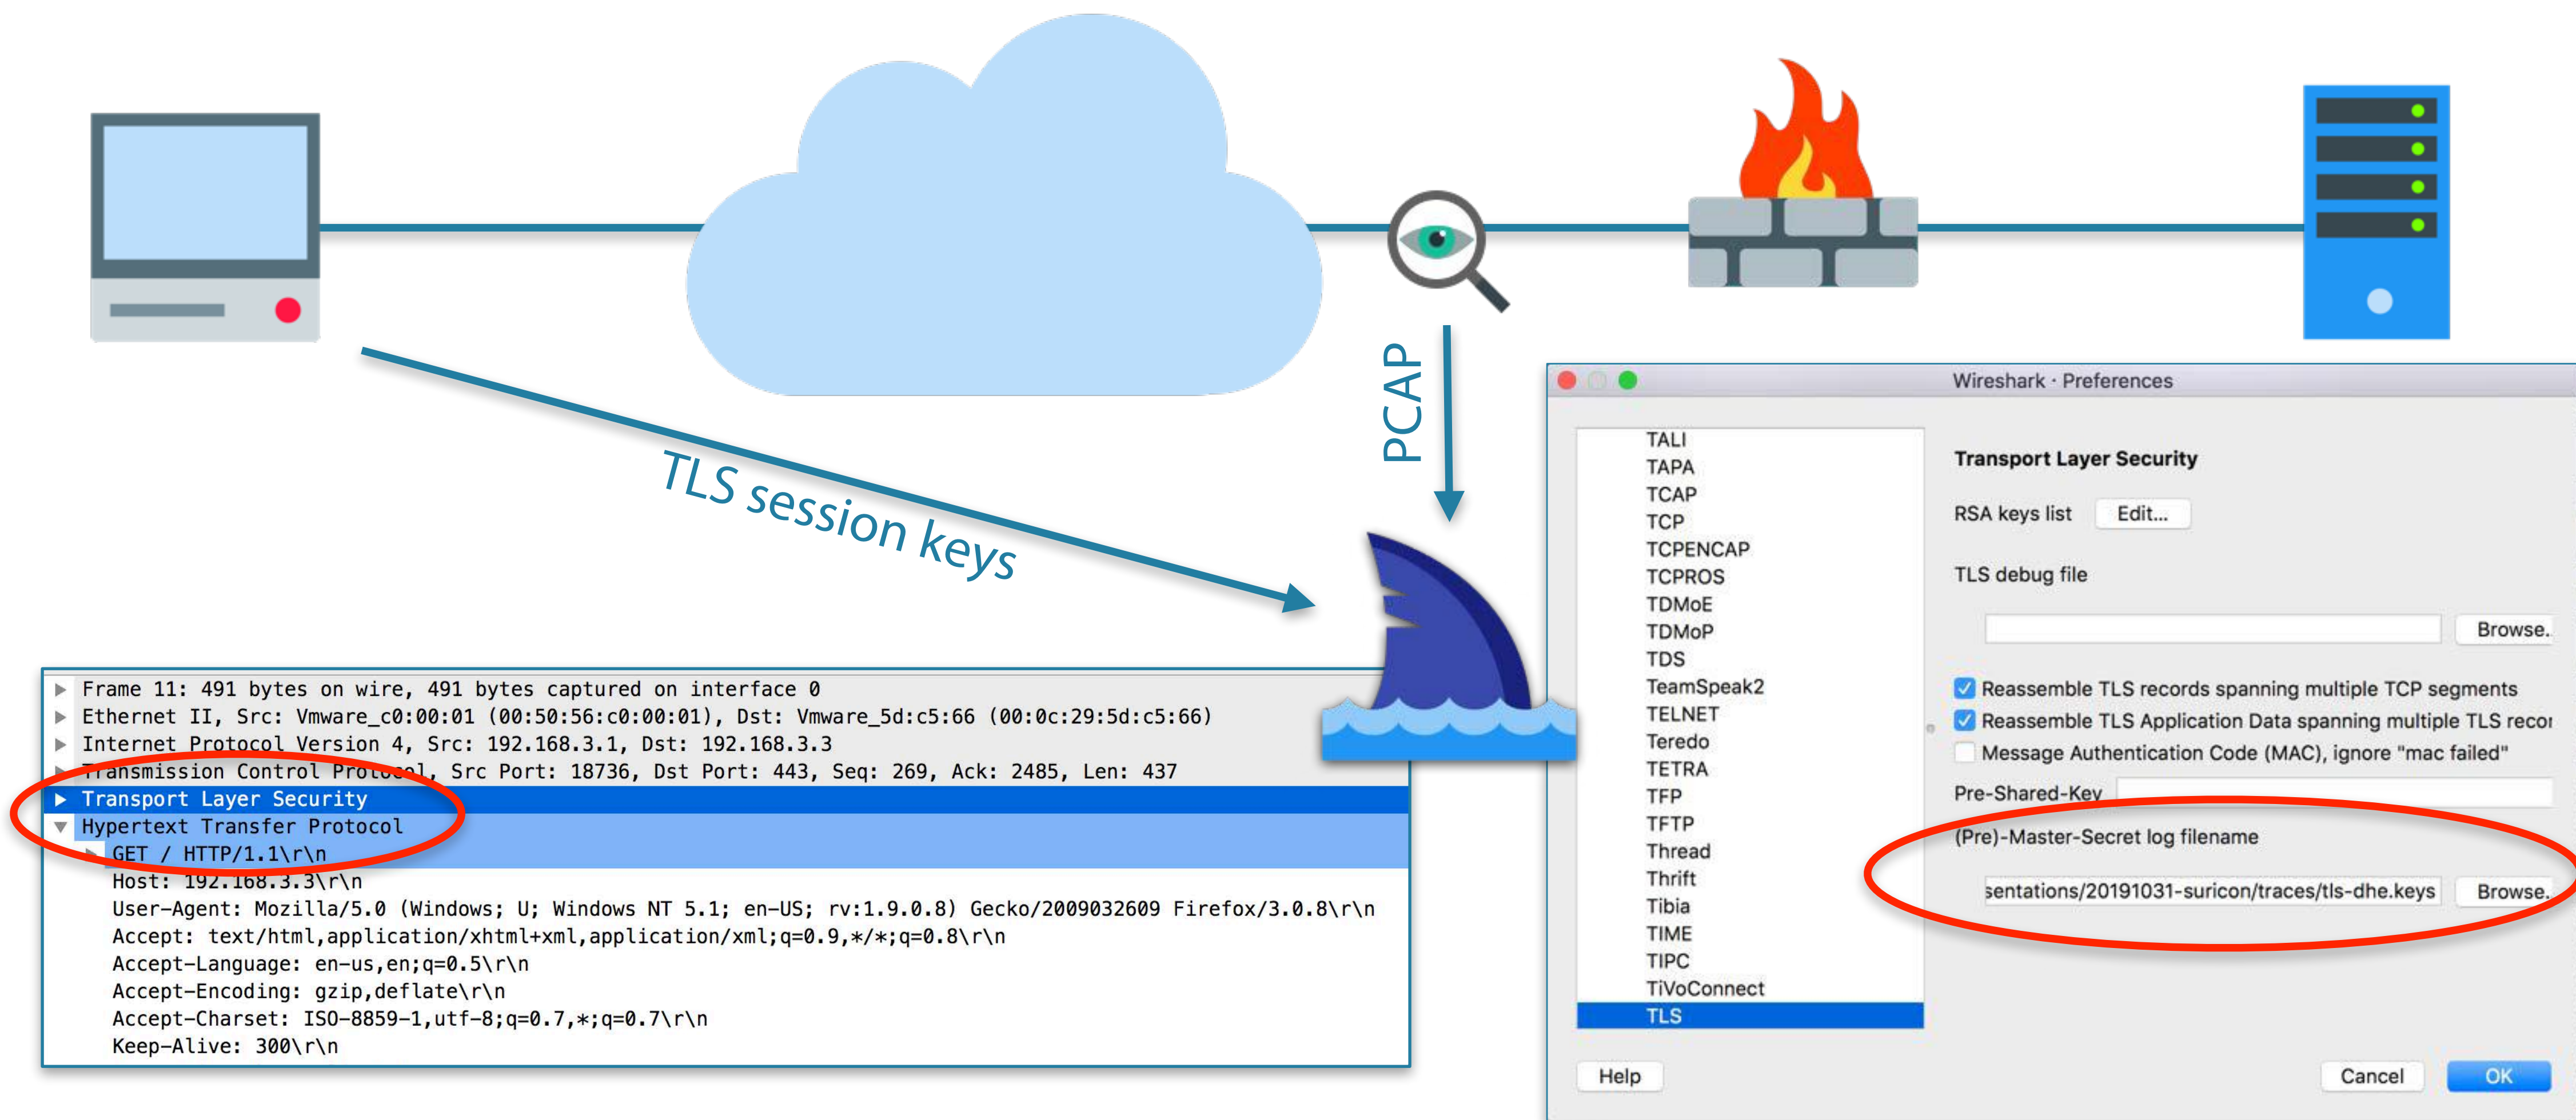 PCAP
TLS session keys
Frame 11: 491 bytes on wire, 491 bytes captured on interface 0
Ethernet II, Src: Vmware_c0:00:01 (00:50:56:c0:00:01), Dst: Vmware_5d:c5:66 (00:0c:29:5d:c5:66)
Internet Protocol Version 4, Src: 192.168.3.1, Dst: 192.168.3.3
Transmission Control Protocol, Src Port: 18736, Dst Port: 443, Seq: 269, Ack: 2485, Len: 437
Transport Layer Security
Hypertext Transfer Protocol
GET / HTTP/1.1\r\n
Host: 192.168.3.3\r\n
User-Agent: Mozilla/5.0 (Windows; U; Windows NT 5.1; en-US; rv:1.9.0.8) Gecko/2009032609 Firefox/3.0.8\r\n
Accept: text/html,application/xhtml+xml,application/xml;q=0.9,*/*;q=0.8\r\n
Accept-Language: en-us,en;q=0.5\r\n
Accept-Encoding: gzip,deflate\r\n
Accept-Charset: ISO-8859-1,utf-8;q=0.7,*;q=0.7\r\n
Keep-Alive: 300\r\n
Wireshark · Preferences
TALI
TAPA
TCAP
TCP
TCPENCAP
TCPROS
TDMoE
TDMoP
TDS
TeamSpeak2
TELNET
Teredo
TETRA
TFP
TFTP
Thread
Thrift
Tibia
TIME
TIPC
TiVoConnect
TLS
Transport Layer Security
RSA keys list Edit...
TLS debug file
Browse.
Reassemble TLS records spanning multiple TCP segments
Reassemble TLS Application Data spanning multiple TLS recor
Message Authentication Code (MAC), ignore "mac failed"
Pre-Shared-Key
(Pre)-Master-Secret log filename
sentations/20191031-suricon/traces/tls-dhe.keys Browse.
Help Cancel OK